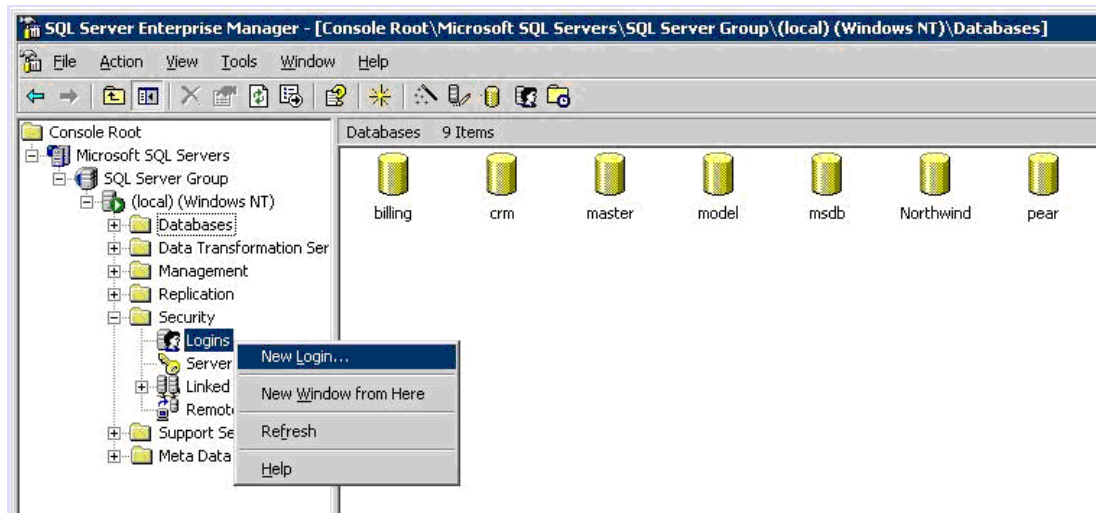 SQL Server Enterprise Manager - [Console Root\Microsoft SQL Servers\SQL Server Group\(local) (Windows NT)\Databases]
File Action View Tools Window Help
Console Root
Microsoft SQL Servers
SQL Server Group
(local) (Windows NT)
Databases
Data Transformation Ser
Management
Replication
Security
Logins
Server
Linked
Remot
Support Se
Meta Data
New Login...
New Window from Here
Refresh
Help
Databases 9 Items
billing crm master model msdb Northwind pear